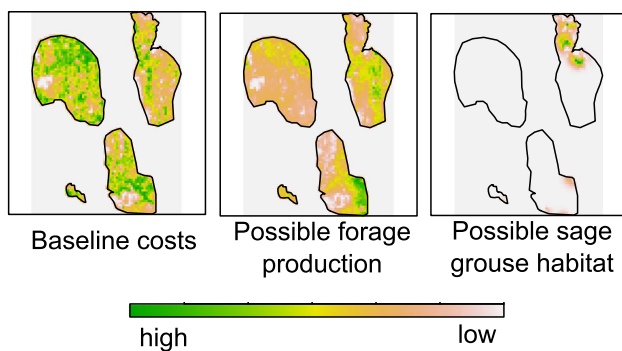 Baseline costs
Possible forage
production
Possible sage
grouse habitat
high
low